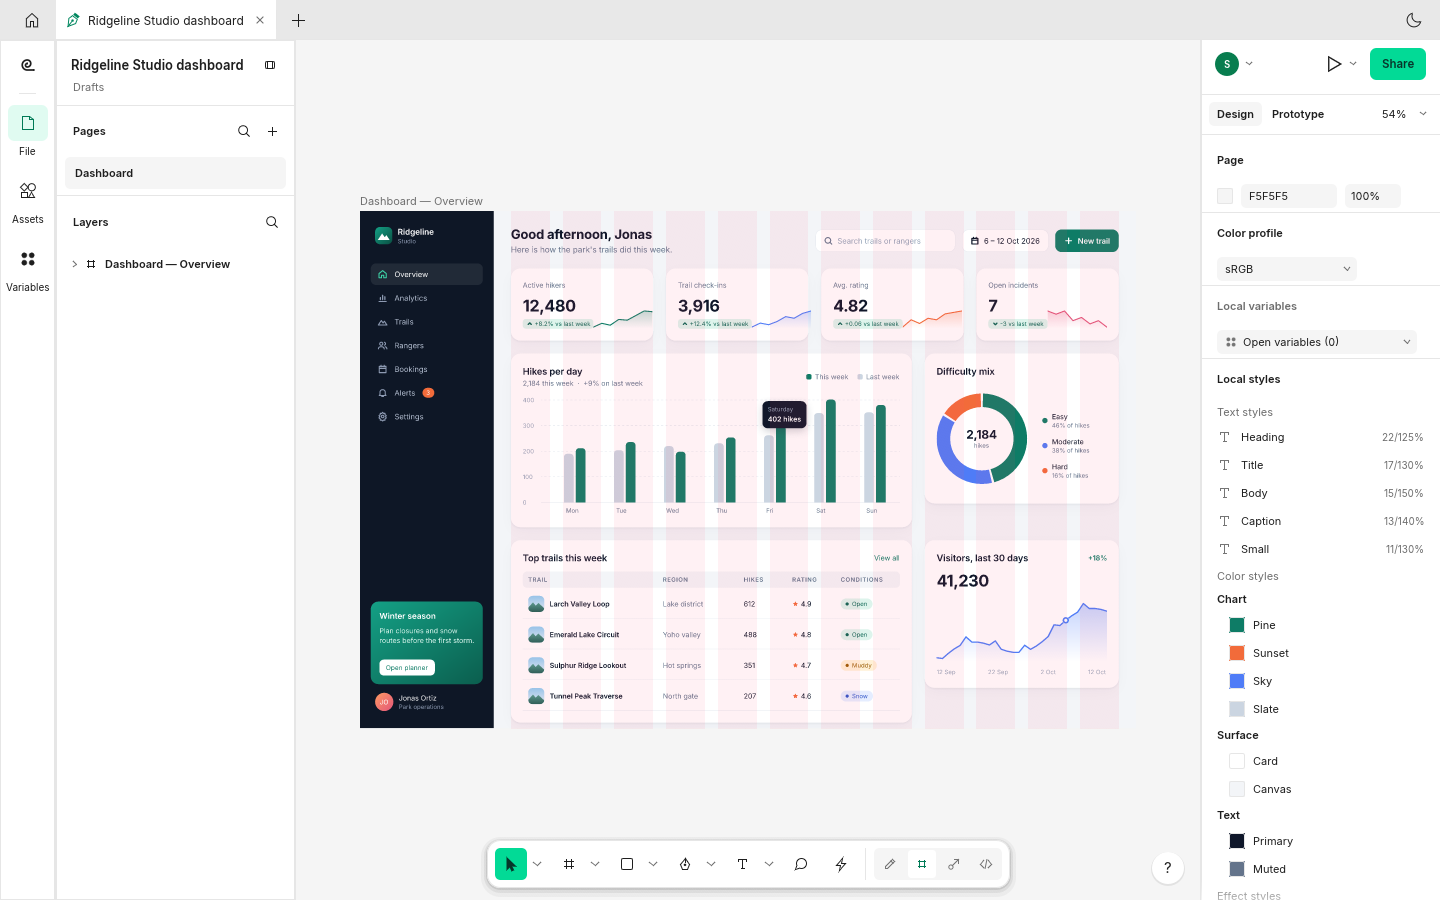 Ridgeline Studio dashboard
Ridgeline Studio dashboard
Drafts
File
Assets
Variables
Pages
Dashboard
Layers
Dashboard — Overview
Dashboard — Overview
Ridgeline
Studio
Overview
Analytics
Trails
Rangers
Bookings
Alerts 3
Settings
Winter season
Plan closures and snow
routes before the first storm.
Open planner
JO
Jonas Ortiz
Park operations
Good afternoon, Jonas
Here is how the park's trails did this week.
Search trails or rangers
6 – 12 Oct 2026
New trail
Active hikers
12,480
+8.2% vs last week
Trail check-ins
3,916
+12.4% vs last week
Avg. rating
4.82
+0.06 vs last week
Open incidents
7
-3 vs last week
Hikes per day
2,184 this week · +9% on last week
This week
Last week
400
300
200
100
0
Saturday
402 hikes
Mon Tue Wed Thu Fri Sat Sun
Difficulty mix
2,184
hikes
Easy
46% of hikes
Moderate
38% of hikes
Hard
16% of hikes
Top trails this week
View all
TRAIL REGION HIKES RATING CONDITIONS
Larch Valley Loop Lake district 612 4.9 Open
Emerald Lake Circuit Yoho valley 488 4.8 Open
Sulphur Ridge Lookout Hot springs 351 4.7 Muddy
Tunnel Peak Traverse North gate 207 4.6 Snow
Visitors, last 30 days
+18%
41,230
12 Sep 22 Sep 2 Oct 12 Oct
S
Share
Design
Prototype
54%
Page
F5F5F5
100%
Color profile
sRGB
Local variables
Open variables (0)
Local styles
Text styles
Heading 22/125%
Title 17/130%
Body 15/150%
Caption 13/140%
Small 11/130%
Color styles
Chart
Pine
Sunset
Sky
Slate
Surface
Card
Canvas
Text
Primary
Muted
Effect styles
?